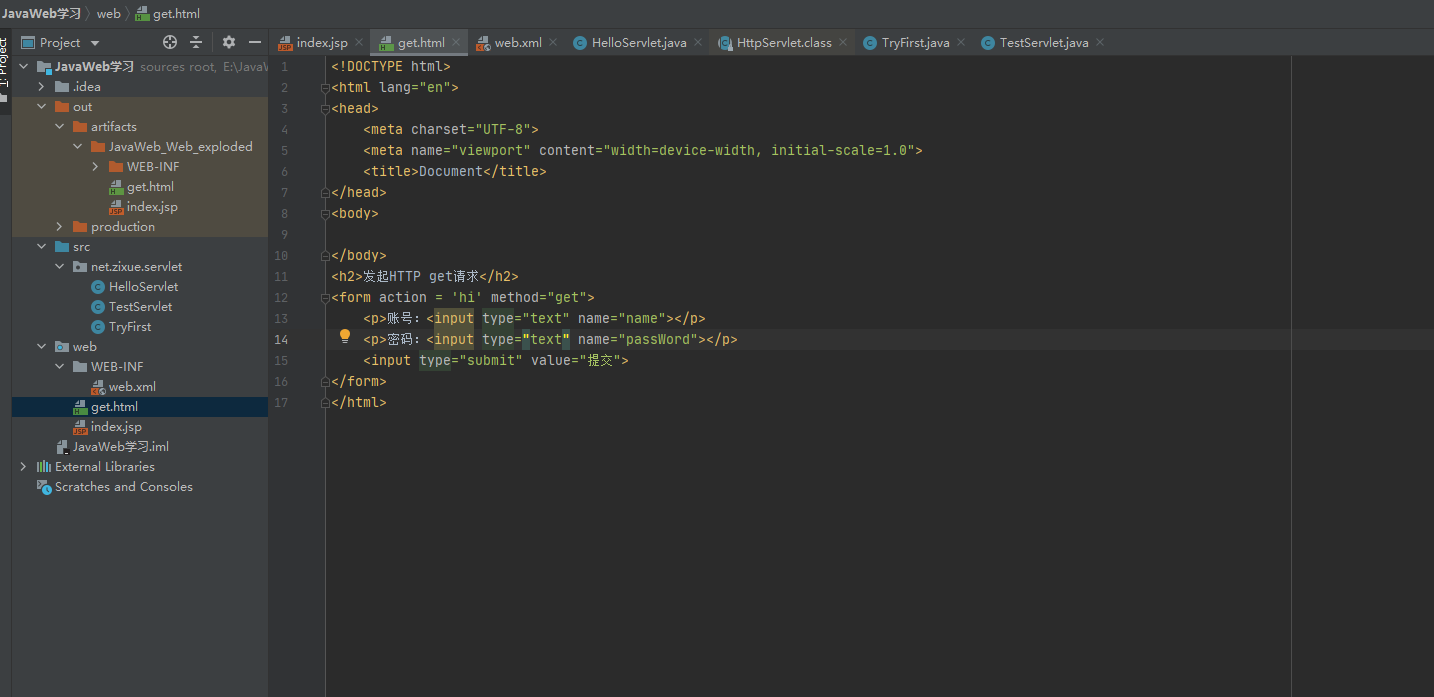 JavaWeb学习 web get.html
Project
index.jsp get.html web.xml HelloServlet.java HttpServlet.class TryFirst.java TestServlet.java
1: Project
JavaWeb学习 sources root, E:\JavaW
.idea
out
artifacts
JavaWeb_Web_exploded
WEB-INF
get.html
index.jsp
production
src
net.zixue.servlet
HelloServlet
TestServlet
TryFirst
web
WEB-INF
web.xml
get.html
index.jsp
JavaWeb学习.iml
External Libraries
Scratches and Consoles
1 <!DOCTYPE html>
2 <html lang="en">
3 <head>
4 <meta charset="UTF-8">
5 <meta name="viewport" content="width=device-width, initial-scale=1.0">
6 <title>Document</title>
7 </head>
8 <body>
9
10 </body>
11 <h2>发起HTTP get请求</h2>
12 <form action = 'hi' method="get">
13 <p>账号: <input type="text" name="name"></p>
14 <p>密码: <input type="text" name="passWord"></p>
15 <input type="submit" value="提交">
16 </form>
17 </html>